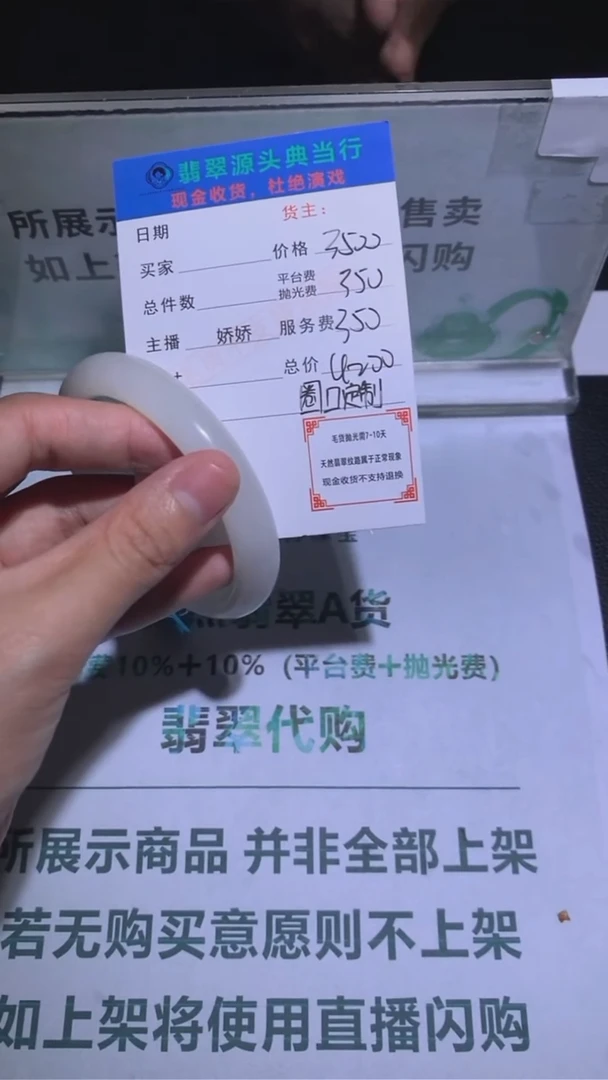 翡翠源头典当行
现金收货，杜绝演戏
货主：
日期
买家 价格 3500
总件数 平台费 抛光费 350
主播 娇娇 服务费 350
总价 4200
圈口定制
毛货抛光需7-10天
天然翡翠纹路属于正常现象
现金收货不支持退换
所展示
售卖
如上
闪购
翡翠A货
10%+10%（平台费+抛光费）
翡翠代购
所展示商品 并非全部上架
若无购买意愿则不上架
如上架将使用直播闪购